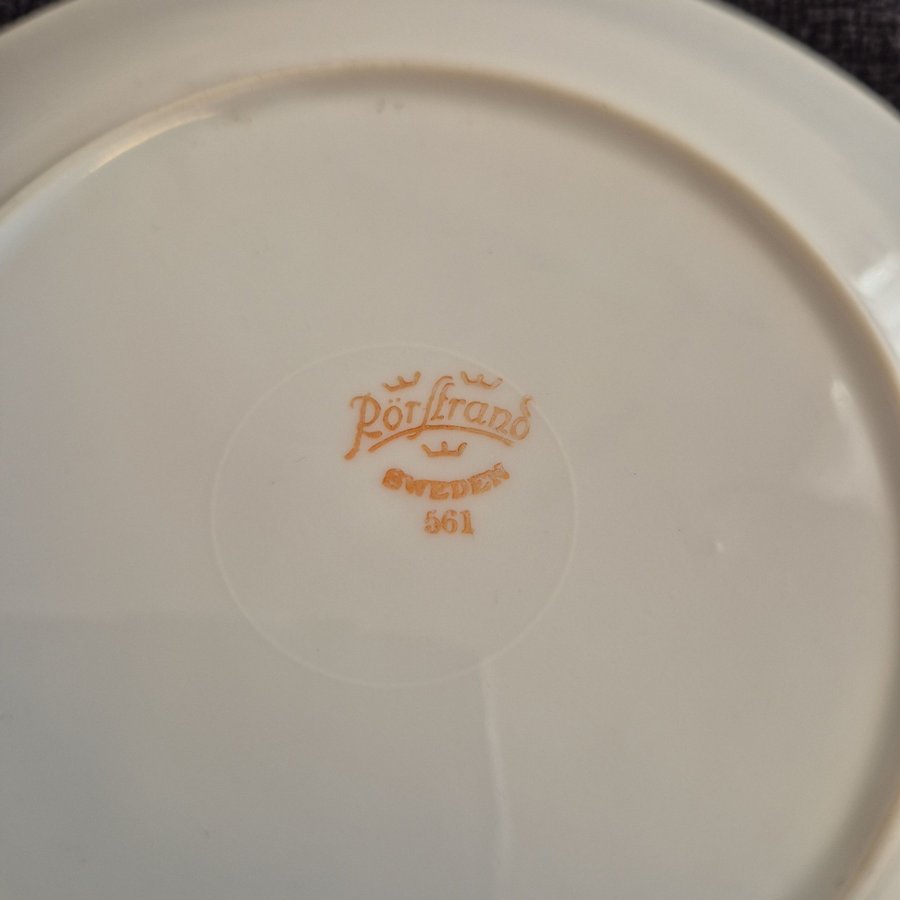 Rörstrand
SWEDEN
561